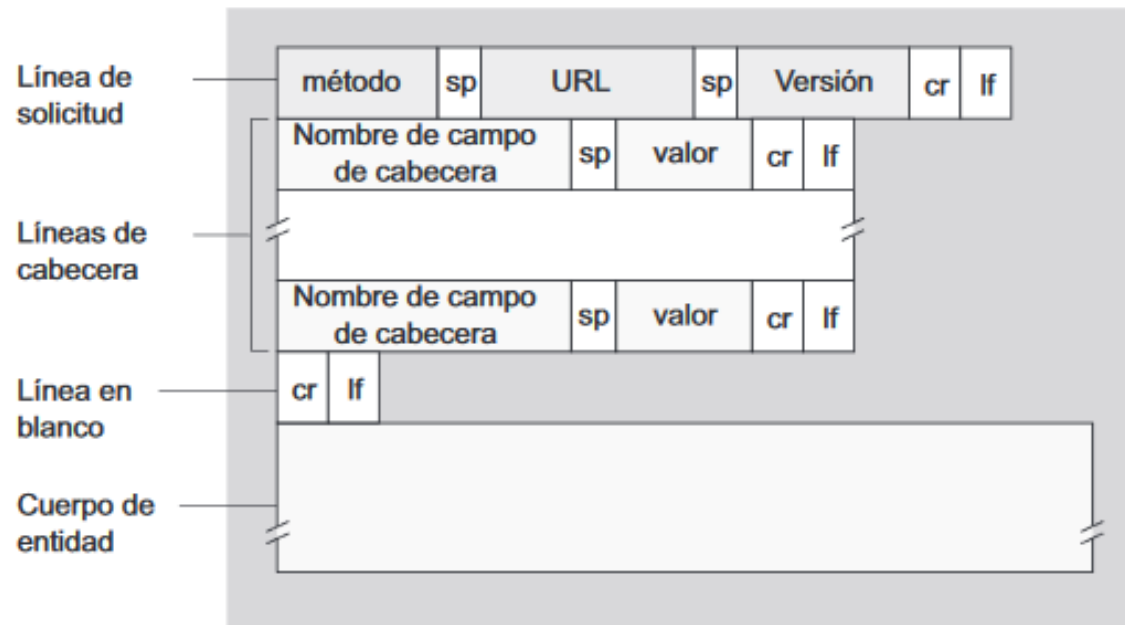 Línea de
solicitud
método sp URL sp Versión cr lf
Nombre de campo
de cabecera
sp valor cr lf
Líneas de
cabecera
Nombre de campo
de cabecera
sp valor cr lf
Línea en
blanco
cr lf
Cuerpo de
entidad